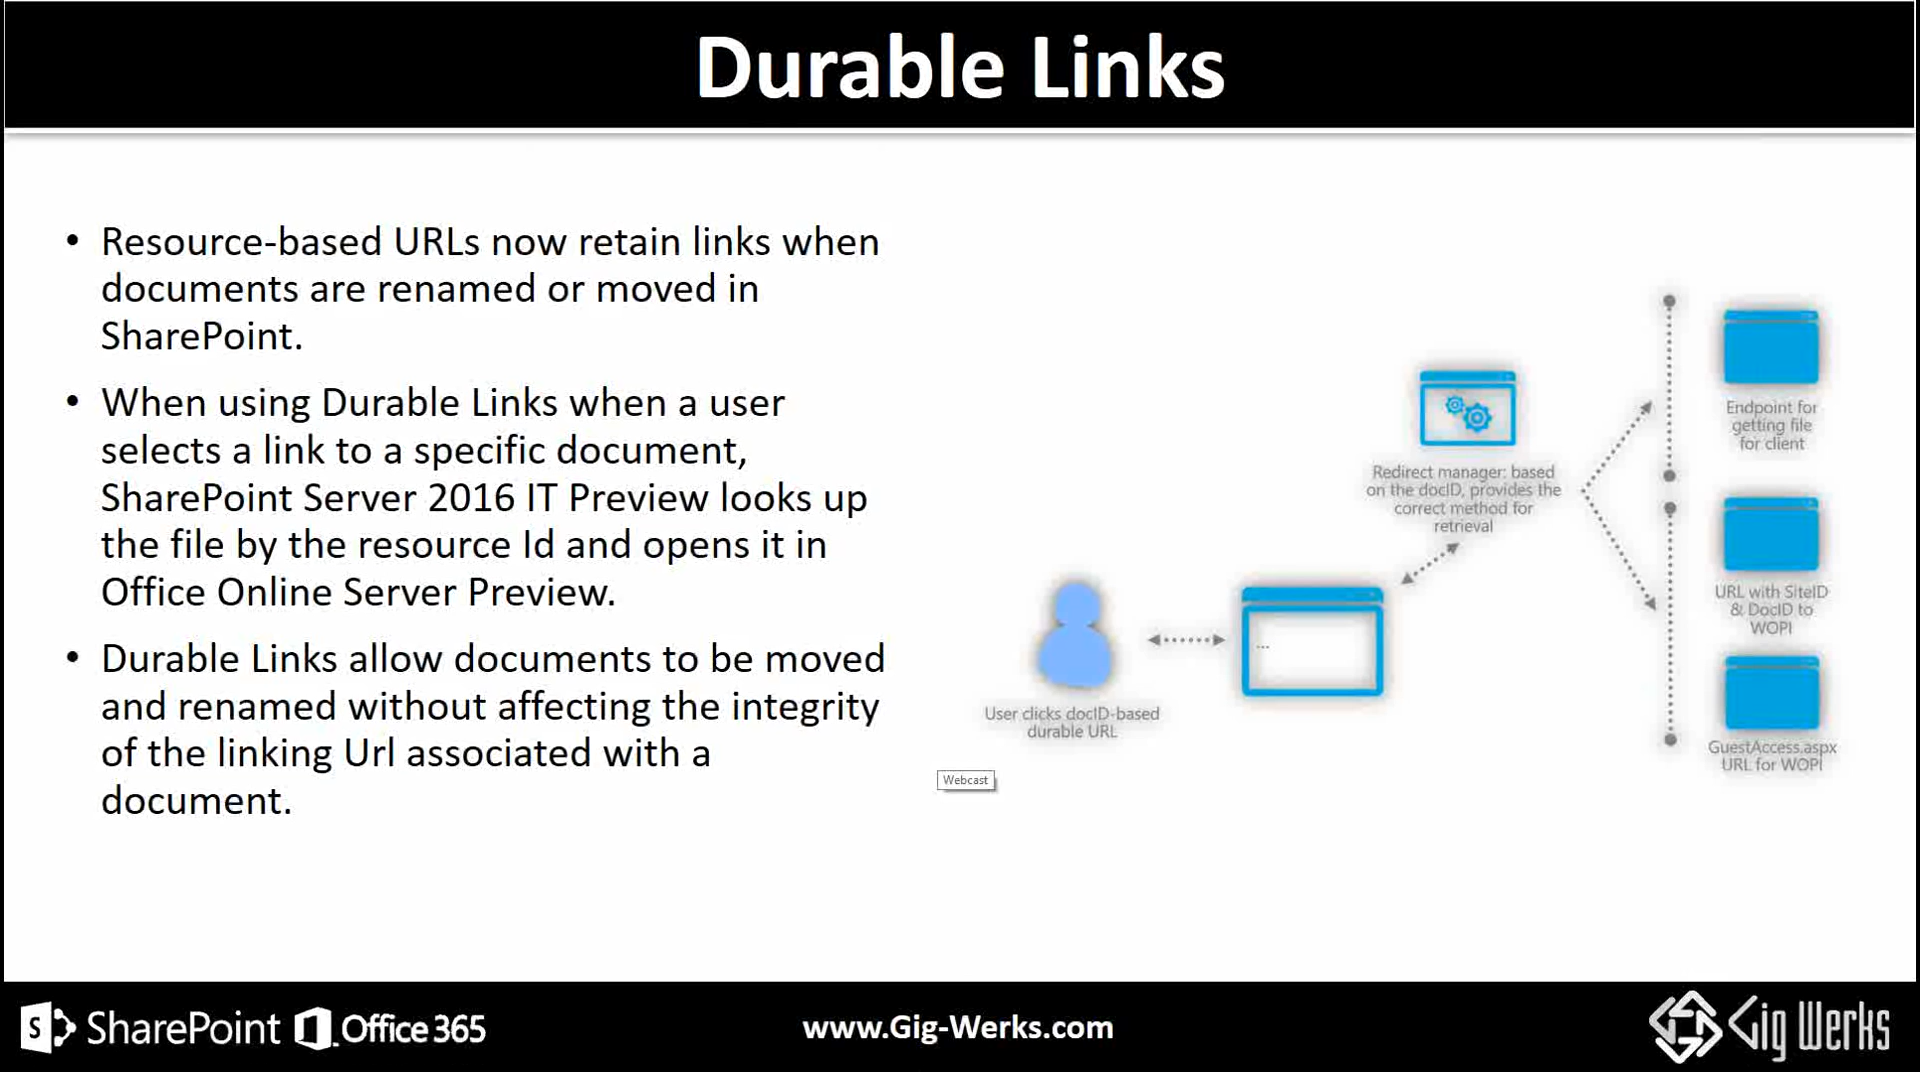 Durable Links
• Resource-based URLs now retain links when
documents are renamed or moved in
SharePoint.
• When using Durable Links when a user
selects a link to a specific document,
SharePoint Server 2016 IT Preview looks up
the file by the resource Id and opens it in
Office Online Server Preview.
• Durable Links allow documents to be moved
and renamed without affecting the integrity
of the linking Url associated with a
document.
User clicks docID-based
durable URL
Webcast
...
Redirect manager: based
on the docID, provides the
correct method for
retrieval
Endpoint for
getting file
for client
URL with SiteID
& DocID to
WOPI
GuestAccess.aspx
URL for WOPI
S SharePoint Office 365
www.Gig-Werks.com
Gig Werks